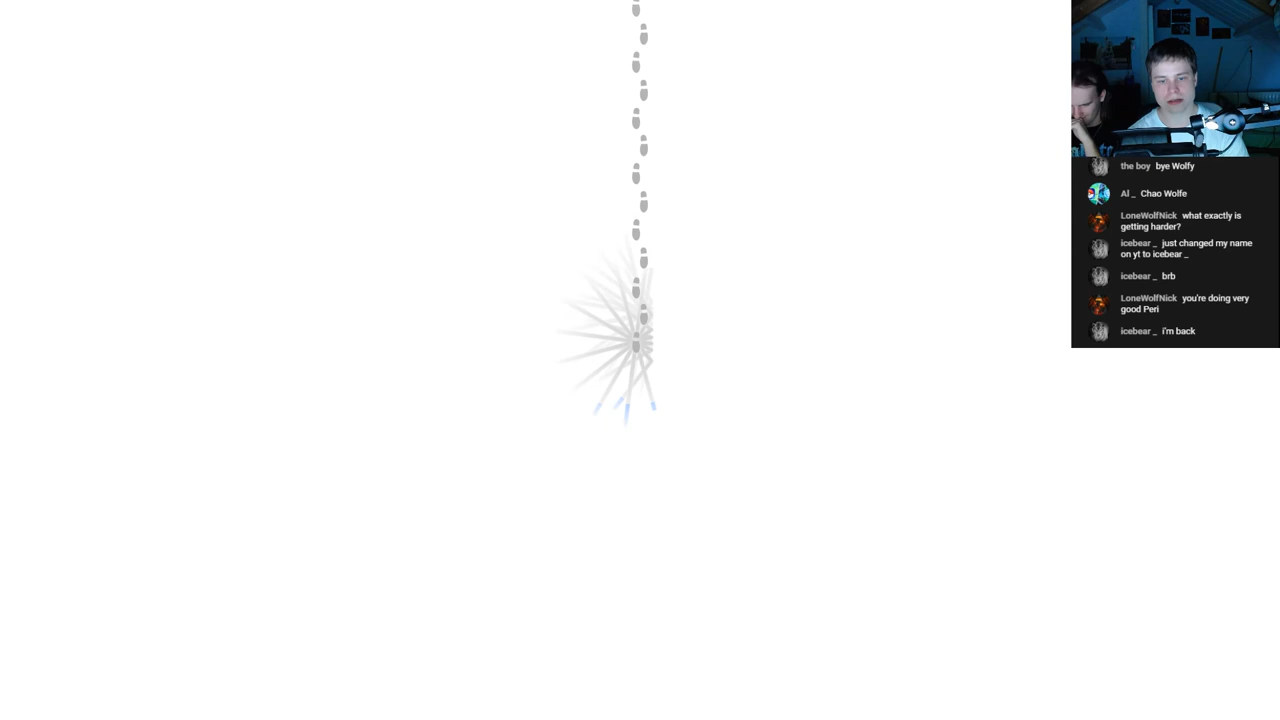 the boy bye Wolfy
Al _ Chao Wolfe
LoneWolfNick what exactly is
getting harder?
icebear _ just changed my name
on yt to icebear _
icebear _ brb
LoneWolfNick you're doing very
good Peri
icebear _ i'm back